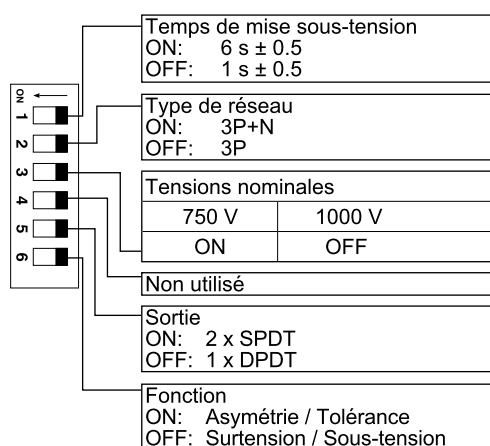 Temps de mise sous-tension
ON: 6 s ± 0.5
OFF: 1 s ± 0.5
Type de réseau
ON: 3P+N
OFF: 3P
Tensions nominales
750 V 1000 V
ON OFF
Non utilisé
Sortie
ON: 2 x SPDT
OFF: 1 x DPDT
Fonction
ON: Asymétrie / Tolérance
OFF: Surtension / Sous-tension
ON
1
2
3
4
5
6